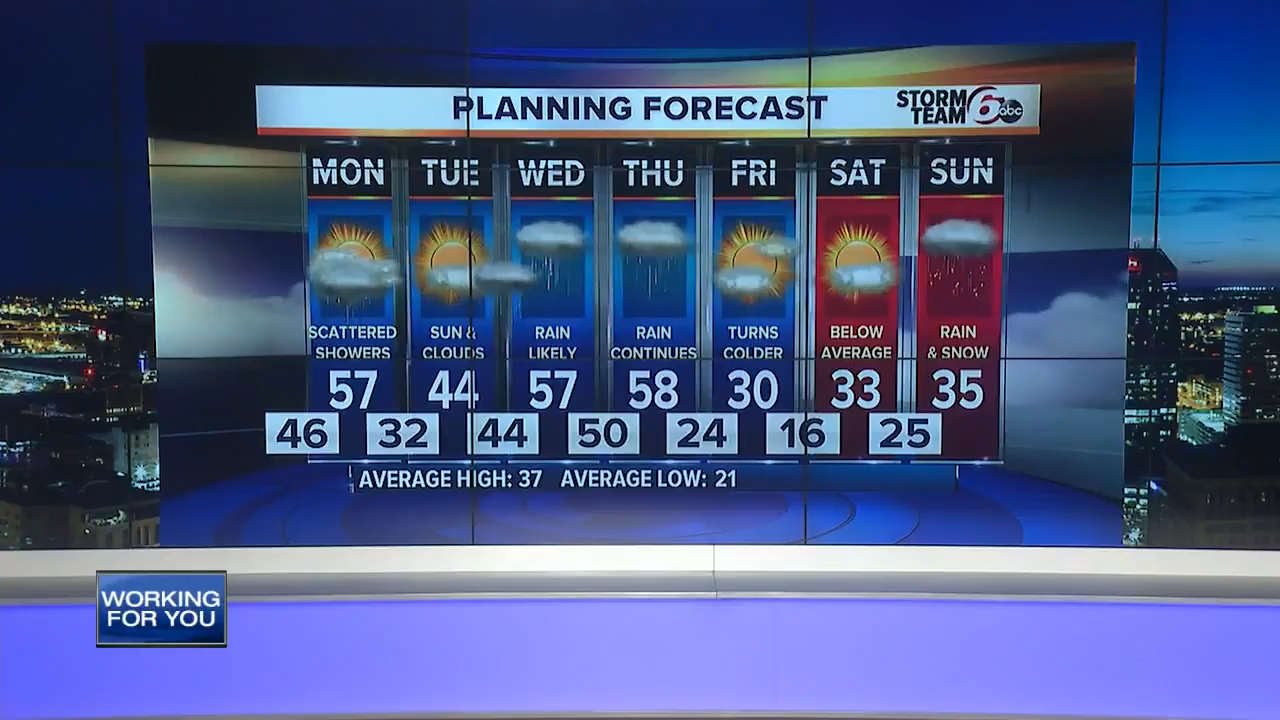 PLANNING FORECAST
STORM TEAM 6 abc
MON TUE WED THU FRI SAT SUN
SCATTERED SHOWERS
SUN & CLOUDS
RAIN LIKELY
RAIN CONTINUES
TURNS COLDER
BELOW AVERAGE
RAIN & SNOW
57 44 57 58 30 33 35
46 32 44 50 24 16 25
AVERAGE HIGH: 37 AVERAGE LOW: 21
WORKING
FOR YOU